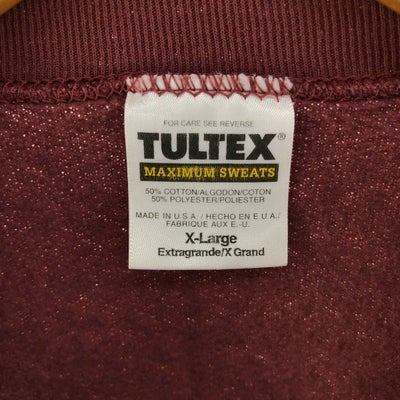 FOR CARE SEE REVERSE
TULTEX®
MAXIMUM SWEATS
50% COTTON/ALGODON/COTON
50% POLYESTER/POLIESTER
MADE IN U.S.A. / HECHO EN E.U.A./
FABRIQUE AUX E.-U.
X-Large
Extragrande/X Grand